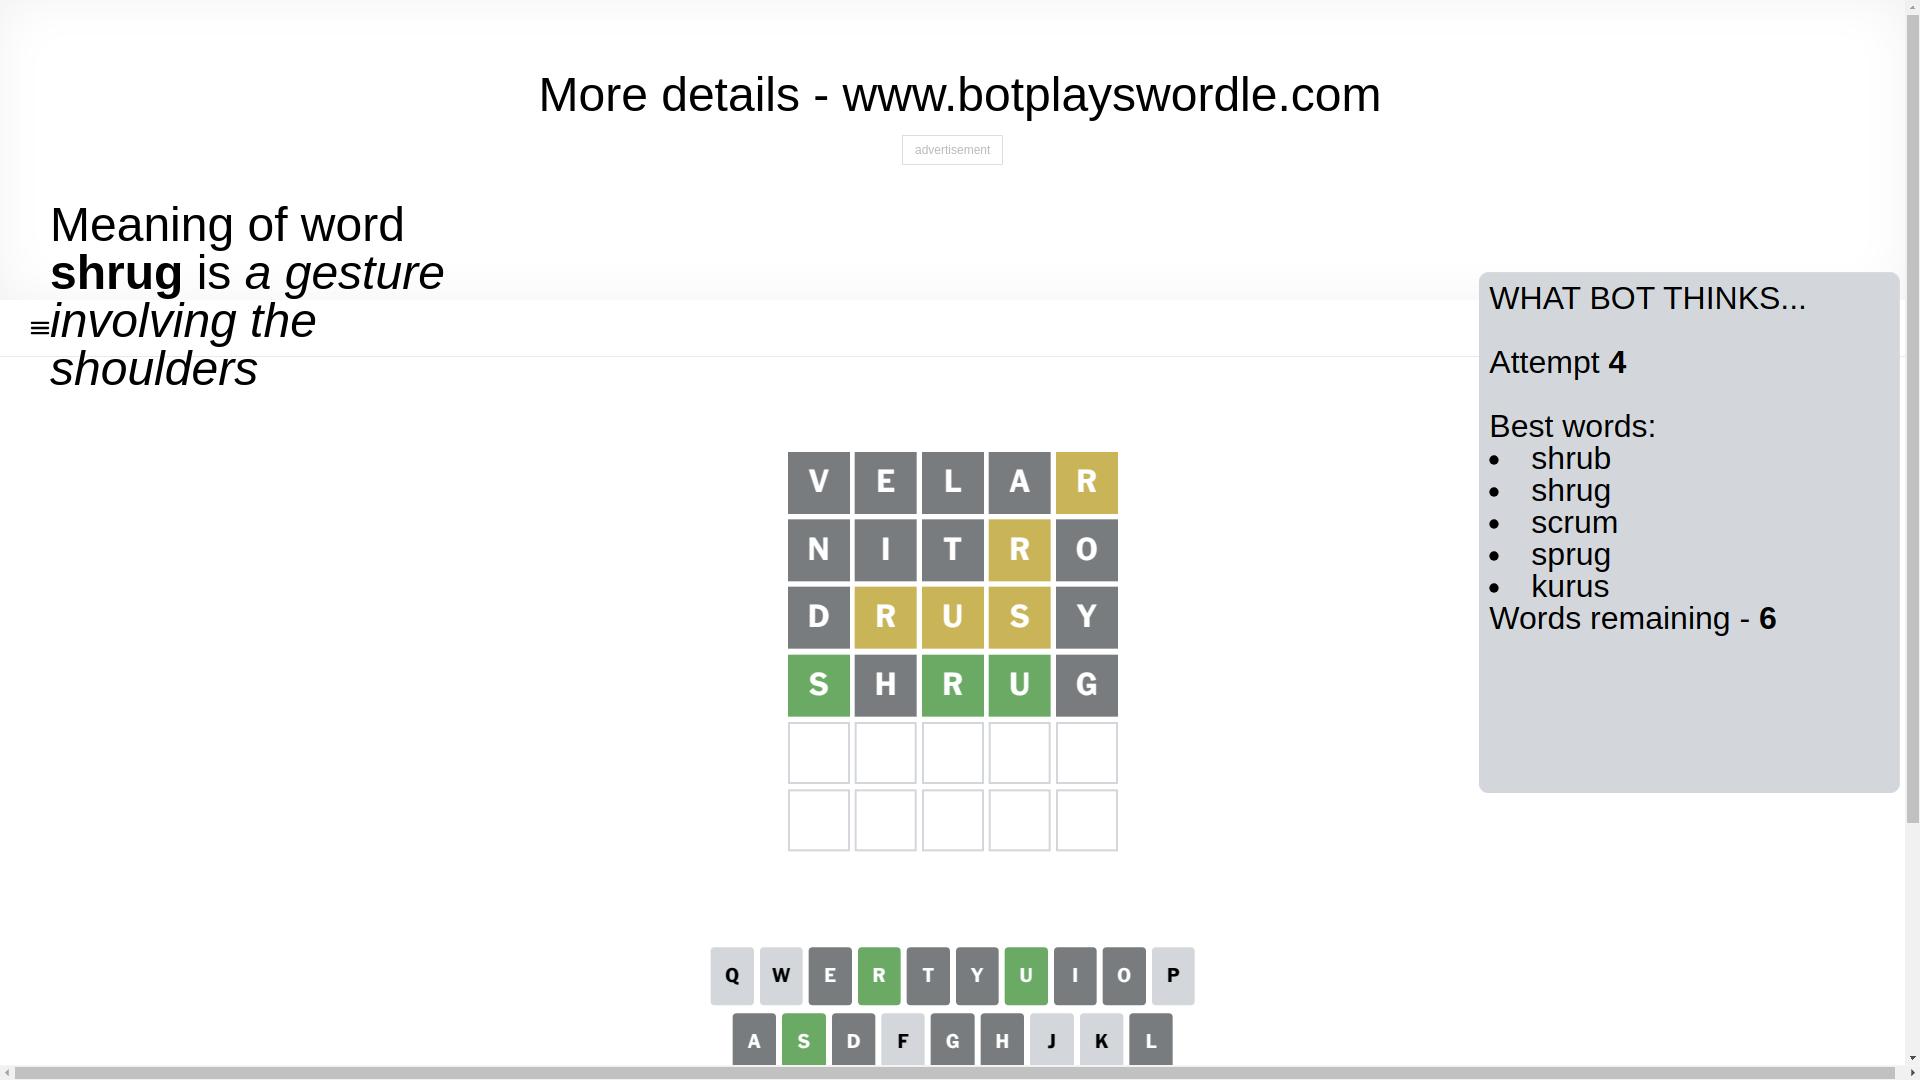 More details - www.botplayswordle.com
advertisement
Meaning of word
shrug is a gesture
involving the
shoulders
WHAT BOT THINKS...
Attempt 4
Best words:
• shrub
• shrug
• scrum
• sprug
• kurus
Words remaining - 6
V E L A R
N I T R O
D R U S Y
S H R U G
Q W E R T Y U I O P
A S D F G H J K L